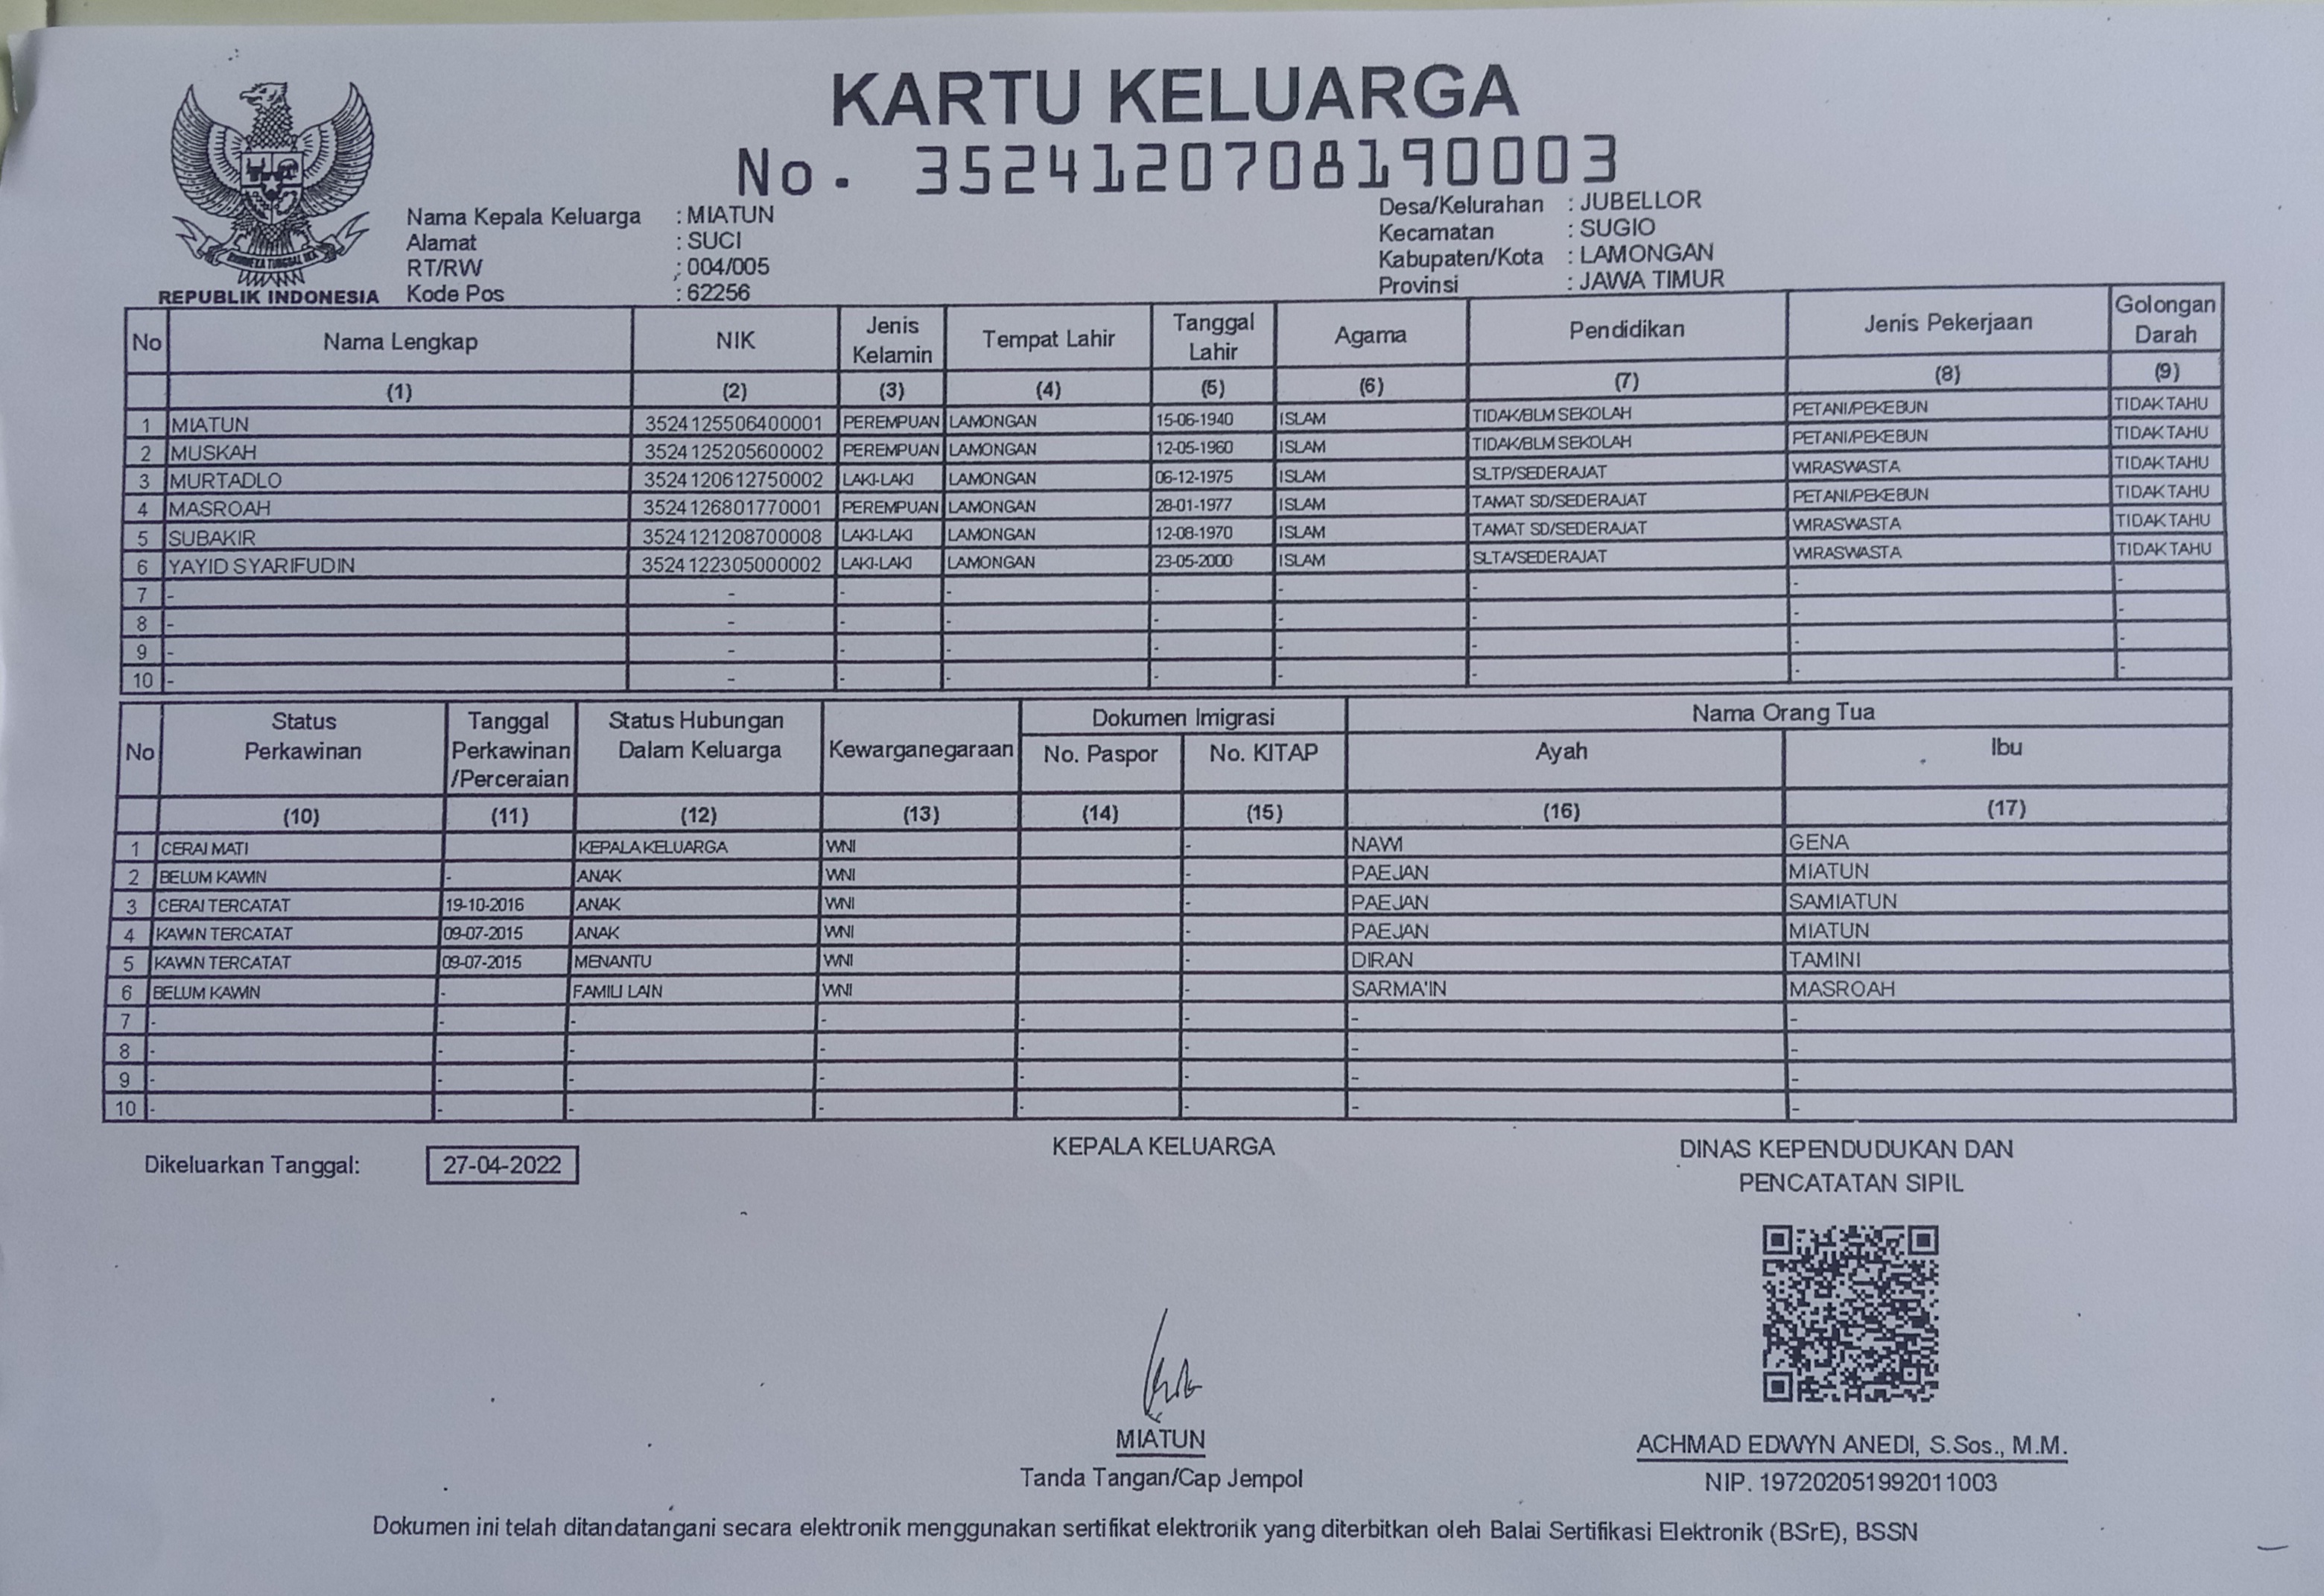 KARTU KELUARGA
No. 3524120708190003
Nama Kepala Keluarga : MIATUN
Alamat : SUCI
RT/RW : 004/005
Kode Pos : 62256
Desa/Kelurahan : JUBELLOR
Kecamatan : SUGIO
Kabupaten/Kota : LAMONGAN
Provinsi : JAWA TIMUR
BHINNEKA TUNGGAL IKA
REPUBLIK INDONESIA
No Nama Lengkap NIK Jenis Kelamin Tempat Lahir Tanggal Lahir Agama Pendidikan Jenis Pekerjaan Golongan Darah
(1) (2) (3) (4) (5) (6) (7) (8) (9)
1 MIATUN 3524125506400001 PEREMPUAN LAMONGAN 15-06-1940 ISLAM TIDAK/BLM SEKOLAH PETANI/PEKEBUN TIDAK TAHU
2 MUSKAH 3524125205600002 PEREMPUAN LAMONGAN 12-05-1960 ISLAM TIDAK/BLM SEKOLAH PETANI/PEKEBUN TIDAK TAHU
3 MURTADLO 3524120612750002 LAKI-LAKI LAMONGAN 06-12-1975 ISLAM SLTP/SEDERAJAT WIRASWASTA TIDAK TAHU
4 MASROAH 3524126801770001 PEREMPUAN LAMONGAN 28-01-1977 ISLAM TAMAT SD/SEDERAJAT PETANI/PEKEBUN TIDAK TAHU
5 SUBAKIR 3524121208700008 LAKI-LAKI LAMONGAN 12-08-1970 ISLAM TAMAT SD/SEDERAJAT WIRASWASTA TIDAK TAHU
6 YAYID SYARIFUDIN 3524122305000002 LAKI-LAKI LAMONGAN 23-05-2000 ISLAM SLTA/SEDERAJAT WIRASWASTA TIDAK TAHU
7 - - - - - - - - -
8 - - - - - - - - -
9 - - - - - - - - -
10 - - - - - - - - -
No Status Perkawinan Tanggal Perkawinan /Perceraian Status Hubungan Dalam Keluarga Kewarganegaraan Dokumen Imigrasi Nama Orang Tua
No. Paspor No. KITAP Ayah Ibu
(10) (11) (12) (13) (14) (15) (16) (17)
1 CERAI MATI KEPALA KELUARGA WNI - NAWI GENA
2 BELUM KAWIN - ANAK WNI - PAEJAN MIATUN
3 CERAI TERCATAT 19-10-2016 ANAK WNI - PAEJAN SAMIATUN
4 KAWIN TERCATAT 09-07-2015 ANAK WNI - PAEJAN MIATUN
5 KAWIN TERCATAT 09-07-2015 MENANTU WNI - DIRAN TAMINI
6 BELUM KAWIN - FAMILI LAIN WNI - SARMA'IN MASROAH
7 - - - - - - - -
8 - - - - - - - -
9 - - - - - - - -
10 - - - - - - - -
Dikeluarkan Tanggal: 27-04-2022
KEPALA KELUARGA
MIATUN
Tanda Tangan/Cap Jempol
DINAS KEPENDUDUKAN DAN
PENCATATAN SIPIL
ACHMAD EDWYN ANEDI, S.Sos., M.M.
NIP. 197202051992011003
Dokumen ini telah ditandatangani secara elektronik menggunakan sertifikat elektronik yang diterbitkan oleh Balai Sertifikasi Elektronik (BSrE), BSSN